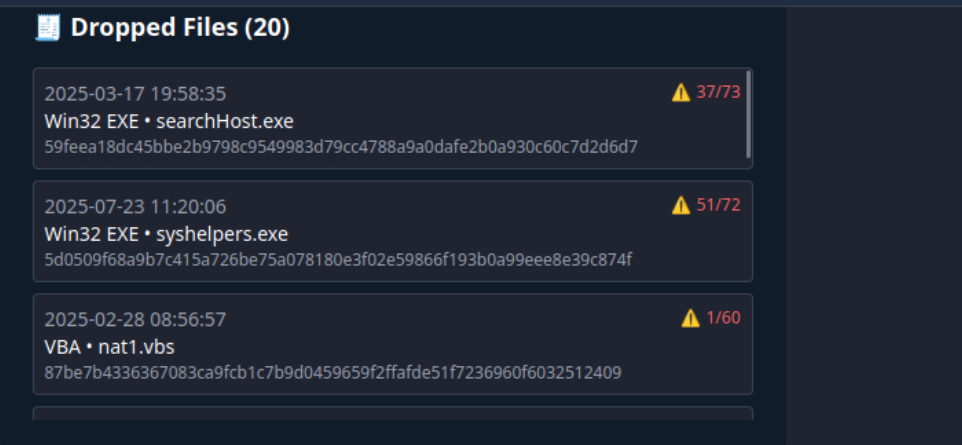 Dropped Files (20)
2025-03-17 19:58:35
37/73
Win32 EXE • searchHost.exe
59feea18dc45bbe2b9798c9549983d79cc4788a9a0dafe2b0a930c60c7d2d6d7
2025-07-23 11:20:06
51/72
Win32 EXE • syshelpers.exe
5d0509f68a9b7c415a726be75a078180e3f02e59866f193b0a99eee8e39c874f
2025-02-28 08:56:57
1/60
VBA • nat1.vbs
87be7b4336367083ca9fcb1c7b9d0459659f2ffafde51f7236960f6032512409